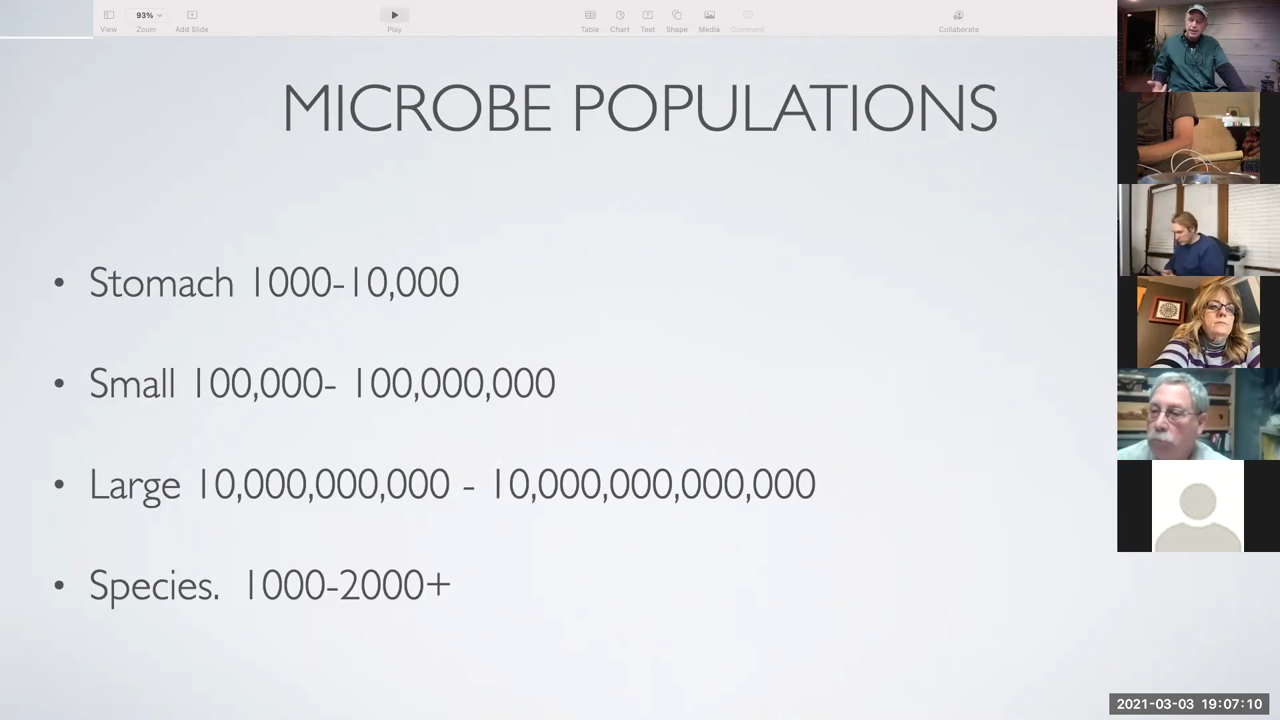 93%
View Zoom Add Slide Play Table Chart Text Shape Media Comment Collaborate
MICROBE POPULATIONS
• Stomach 1000-10,000
• Small 100,000- 100,000,000
• Large 10,000,000,000 - 10,000,000,000,000
• Species. 1000-2000+
2021-03-03 19:07:10